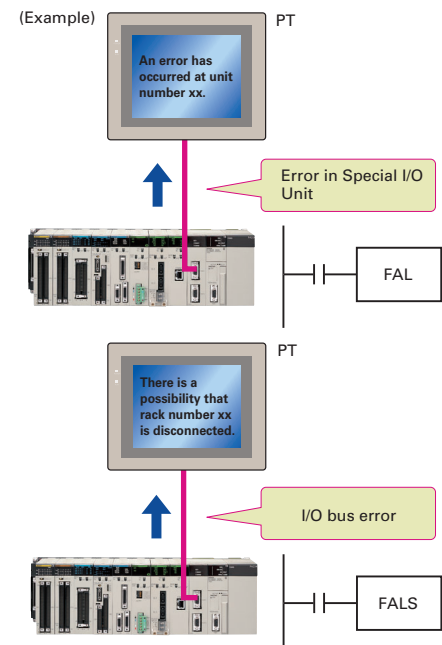 (Example)
PT
An error has
occurred at unit
number xx.
Error in Special I/O
Unit
FAL
PT
There is a
possibility that
rack number xx
is disconnected.
I/O bus error
FALS